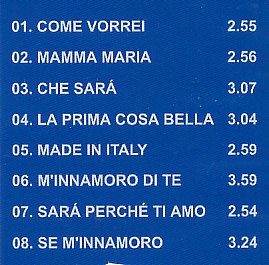 01. COME VORREI 2.55
02. MAMMA MARIA 2.56
03. CHE SARÁ 3.07
04. LA PRIMA COSA BELLA 3.04
05. MADE IN ITALY 2.59
06. M'INNAMORO DI TE 3.59
07. SARÁ PERCHÉ TI AMO 2.54
08. SE M'INNAMORO 3.24